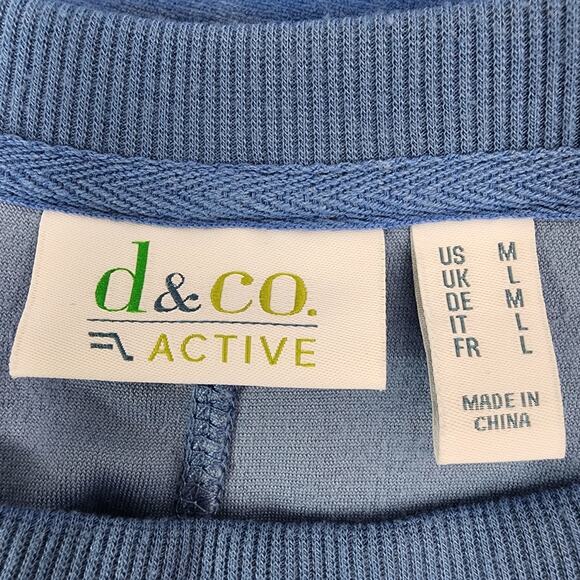 d&co.
ACTIVE
US M
UK L
DE M
IT L
FR L
MADE IN
CHINA